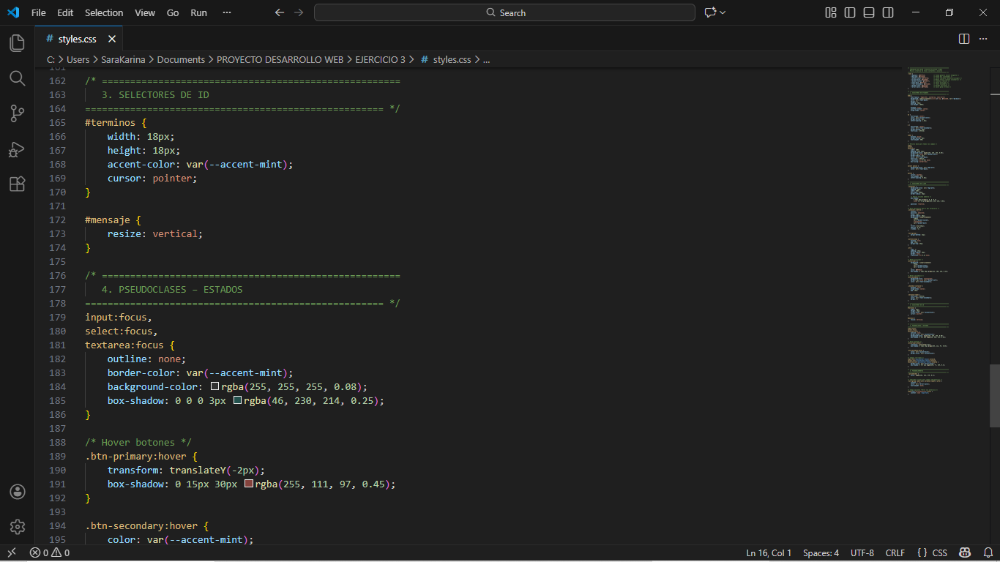 File Edit Selection View Go Run ··· Search
# styles.css
C: > Users > SaraKarina > Documents > PROYECTO DESARROLLO WEB > EJERCICIO 3 > # styles.css > ...
161
162 /* =====================================================
163 3. SELECTORES DE ID
164 ===================================================== */
165 #terminos {
166 width: 18px;
167 height: 18px;
168 accent-color: var(--accent-mint);
169 cursor: pointer;
170 }
171
172 #mensaje {
173 resize: vertical;
174 }
175
176 /* =====================================================
177 4. PSEUDOCLASES – ESTADOS
178 ===================================================== */
179 input:focus,
180 select:focus,
181 textarea:focus {
182 outline: none;
183 border-color: var(--accent-mint);
184 background-color: rgba(255, 255, 255, 0.08);
185 box-shadow: 0 0 0 3px rgba(46, 230, 214, 0.25);
186 }
187
188 /* Hover botones */
189 .btn-primary:hover {
190 transform: translateY(-2px);
191 box-shadow: 0 15px 30px rgba(255, 111, 97, 0.45);
192 }
193
194 .btn-secondary:hover {
195 color: var(--accent-mint);
0 0 Ln 16, Col 1 Spaces: 4 UTF-8 CRLF {} CSS